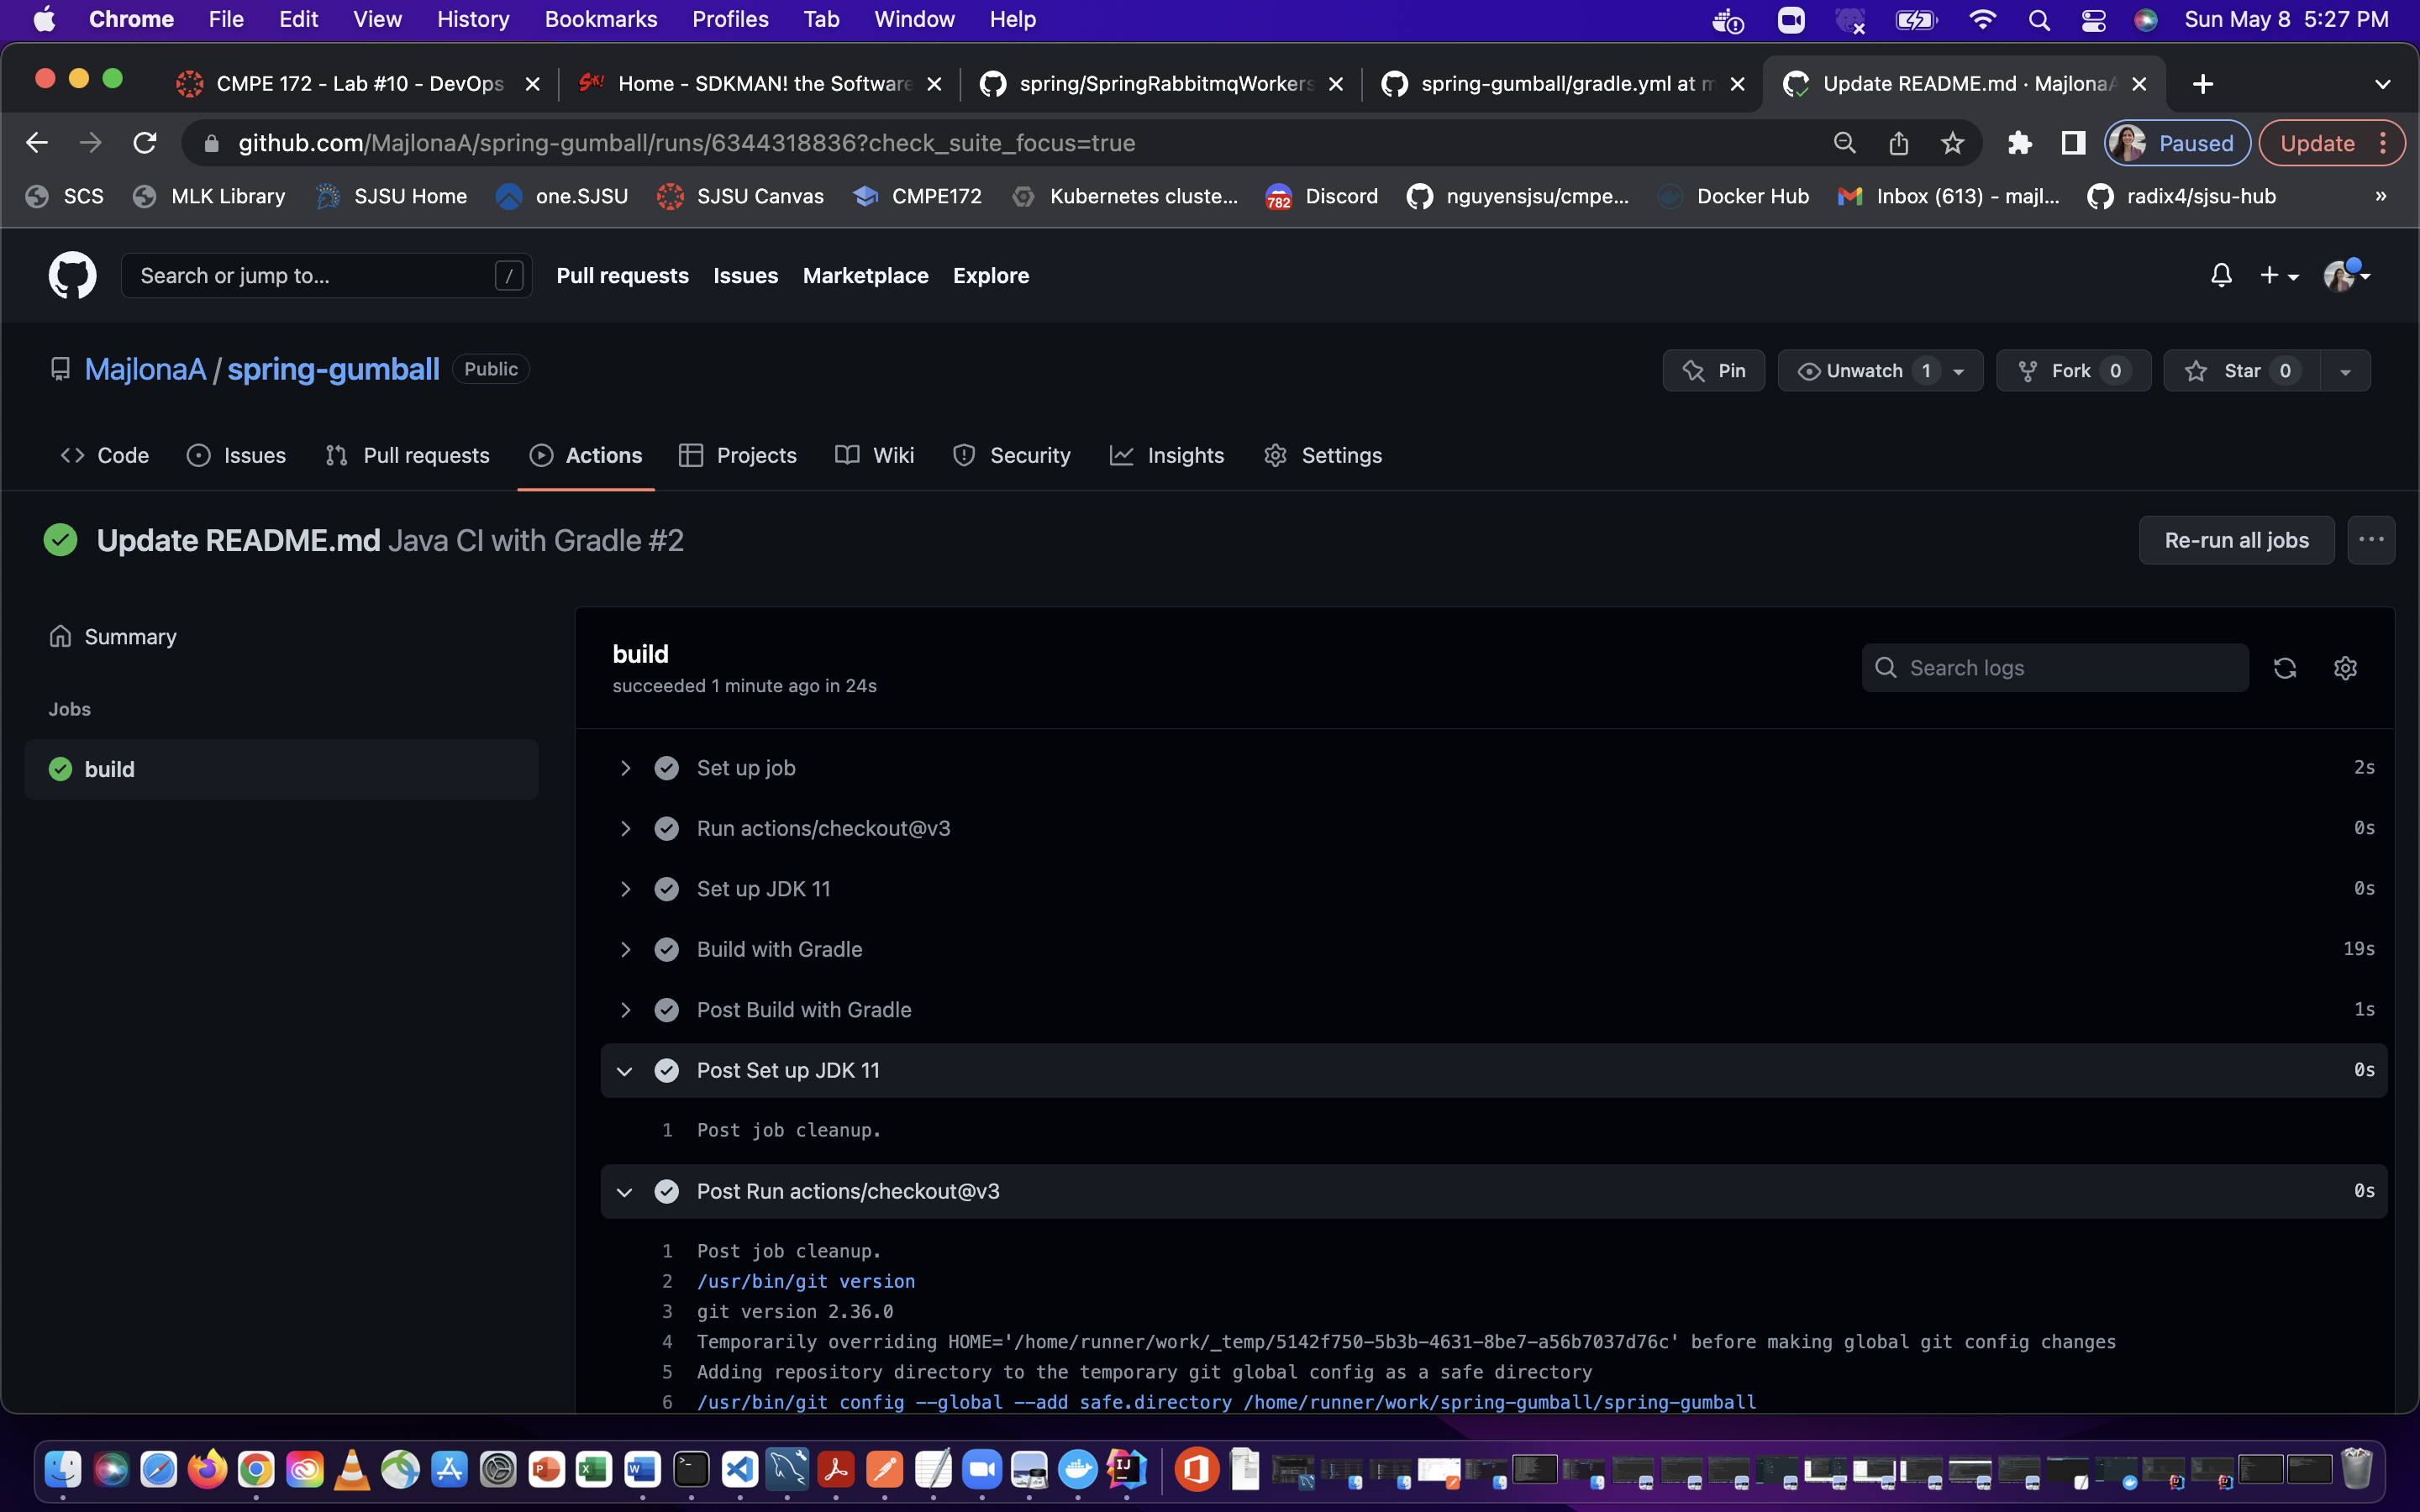 Chrome File Edit View History Bookmarks Profiles Tab Window Help Sun May 8 5:27 PM
CMPE 172 - Lab #10 - DevOps Home - SDKMAN! the Software spring/SpringRabbitmqWorkers spring-gumball/gradle.yml at m Update README.md · MajlonaA
github.com/MajlonaA/spring-gumball/runs/6344318836?check_suite_focus=true Paused Update
SCS MLK Library SJSU Home one.SJSU SJSU Canvas CMPE172 Kubernetes cluste... 782 Discord nguyensjsu/cmpe... Docker Hub Inbox (613) - majl... radix4/sjsu-hub »
Search or jump to... / Pull requests Issues Marketplace Explore
MajlonaA / spring-gumball Public Pin Unwatch 1 Fork 0 Star 0
Code Issues Pull requests Actions Projects Wiki Security Insights Settings
Update README.md Java CI with Gradle #2 Re-run all jobs ...
Summary
Jobs
build
build
succeeded 1 minute ago in 24s
Search logs
Set up job 2s
Run actions/checkout@v3 0s
Set up JDK 11 0s
Build with Gradle 19s
Post Build with Gradle 1s
Post Set up JDK 11 0s
1 Post job cleanup.
Post Run actions/checkout@v3 0s
1 Post job cleanup.
2 /usr/bin/git version
3 git version 2.36.0
4 Temporarily overriding HOME='/home/runner/work/_temp/5142f750-5b3b-4631-8be7-a56b7037d76c' before making global git config changes
5 Adding repository directory to the temporary git global config as a safe directory
6 /usr/bin/git config --global --add safe.directory /home/runner/work/spring-gumball/spring-gumball